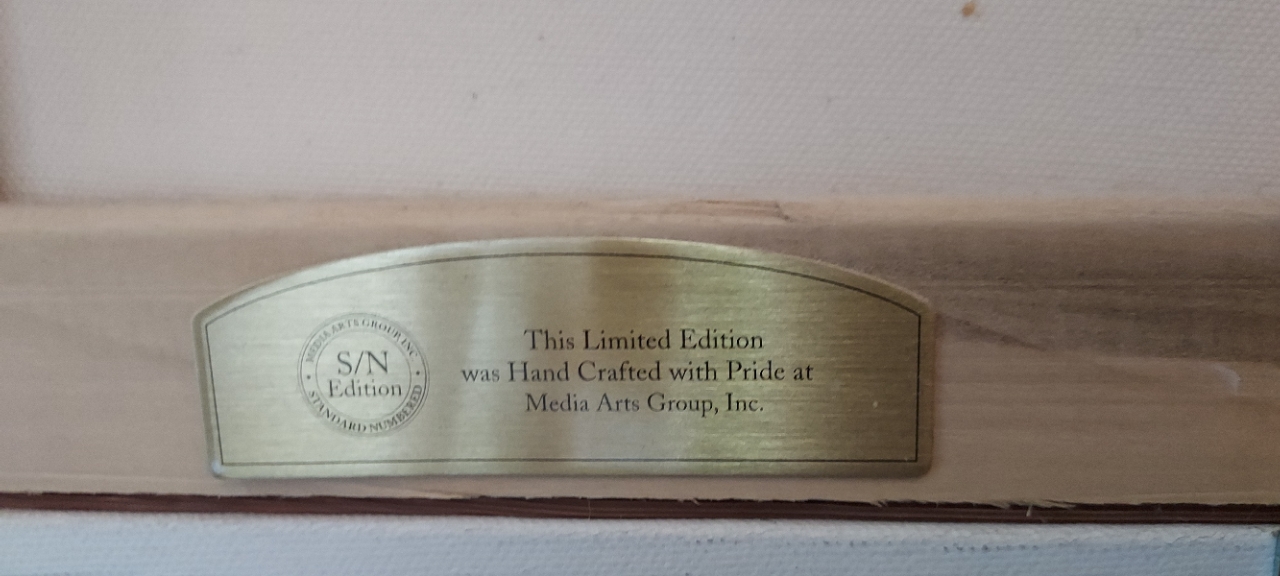 MEDIA ARTS GROUP, INC
S/N
Edition
STANDARD NUMBERED
This Limited Edition
was Hand Crafted with Pride at
Media Arts Group, Inc.